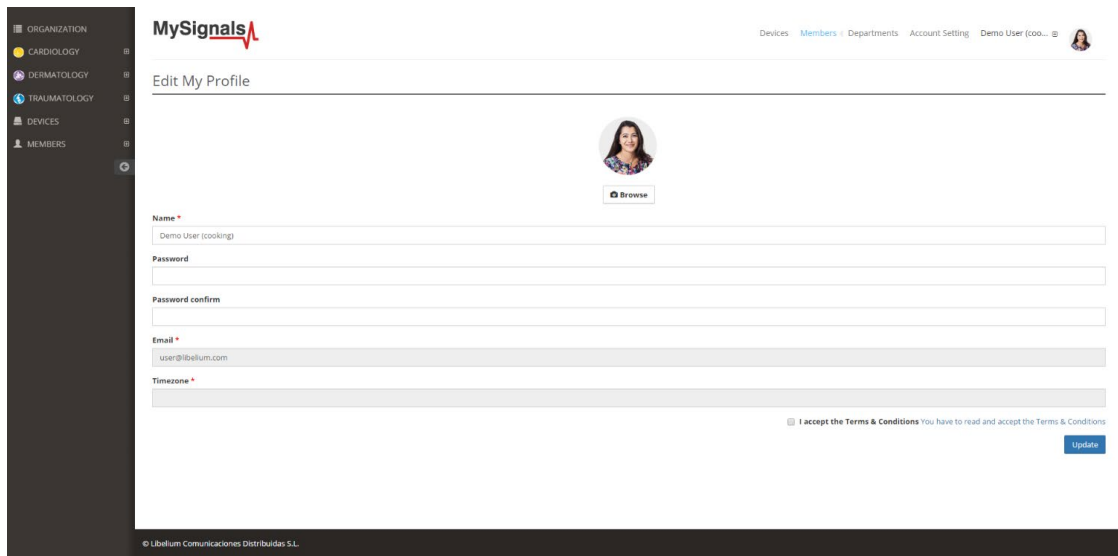 ORGANIZATION
CARDIOLOGY
DERMATOLOGY
TRAUMATOLOGY
DEVICES
MEMBERS
MySignals
Devices Members / Departments Account Setting Demo User (coo...
Edit My Profile
Browse
Name *
Demo User (cooking)
Password
Password confirm
Email *
user@libelium.com
Timezone *
I accept the Terms & Conditions You have to read and accept the Terms & Conditions
Update
© Libelium Comunicaciones Distribuidas S.L.